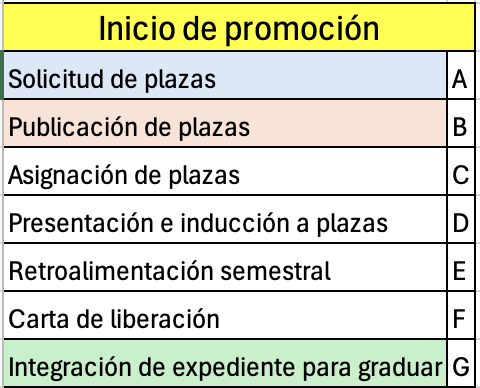 Inicio de promoción
Solicitud de plazas A
Publicación de plazas B
Asignación de plazas C
Presentación e inducción a plazas D
Retroalimentación semestral E
Carta de liberación F
Integración de expediente para graduar G